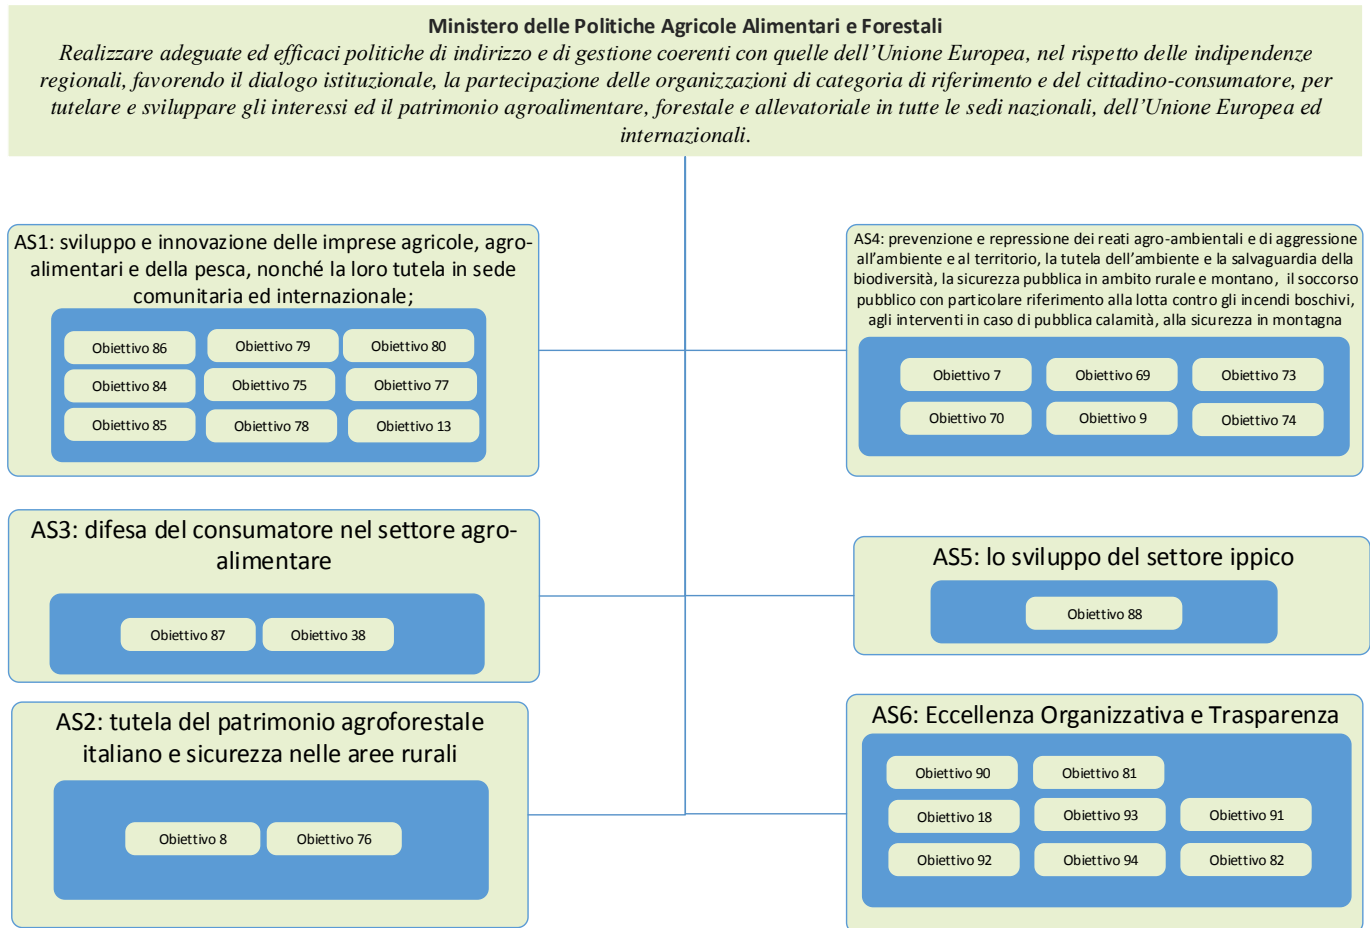 Ministero delle Politiche Agricole Alimentari e Forestali
Realizzare adeguate ed efficaci politiche di indirizzo e di gestione coerenti con quelle dell'Unione Europea, nel rispetto delle indipendenze
regionali, favorendo il dialogo istituzionale, la partecipazione delle organizzazioni di categoria di riferimento e del cittadino-consumatore, per
tutelare e sviluppare gli interessi ed il patrimonio agroalimentare, forestale e allevatoriale in tutte le sedi nazionali, dell'Unione Europea ed
internazionali.
AS1: sviluppo e innovazione delle imprese agricole, agro-
alimentari e della pesca, nonché la loro tutela in sede
comunitaria ed internazionale;
Obiettivo 86
Obiettivo 79
Obiettivo 80
Obiettivo 84
Obiettivo 75
Obiettivo 77
Obiettivo 85
Obiettivo 78
Obiettivo 13
AS4: prevenzione e repressione dei reati agro-ambientali e di aggressione
all'ambiente e al territorio, la tutela dell'ambiente e la salvaguardia della
biodiversità, la sicurezza pubblica in ambito rurale e montano, il soccorso
pubblico con particolare riferimento alla lotta contro gli incendi boschivi,
agli interventi in caso di pubblica calamità, alla sicurezza in montagna
Obiettivo 7
Obiettivo 69
Obiettivo 73
Obiettivo 70
Obiettivo 9
Obiettivo 74
AS3: difesa del consumatore nel settore agro-
alimentare
Obiettivo 87
Obiettivo 38
AS5: lo sviluppo del settore ippico
Obiettivo 88
AS2: tutela del patrimonio agroforestale
italiano e sicurezza nelle aree rurali
Obiettivo 8
Obiettivo 76
AS6: Eccellenza Organizzativa e Trasparenza
Obiettivo 90
Obiettivo 81
Obiettivo 18
Obiettivo 93
Obiettivo 91
Obiettivo 92
Obiettivo 94
Obiettivo 82